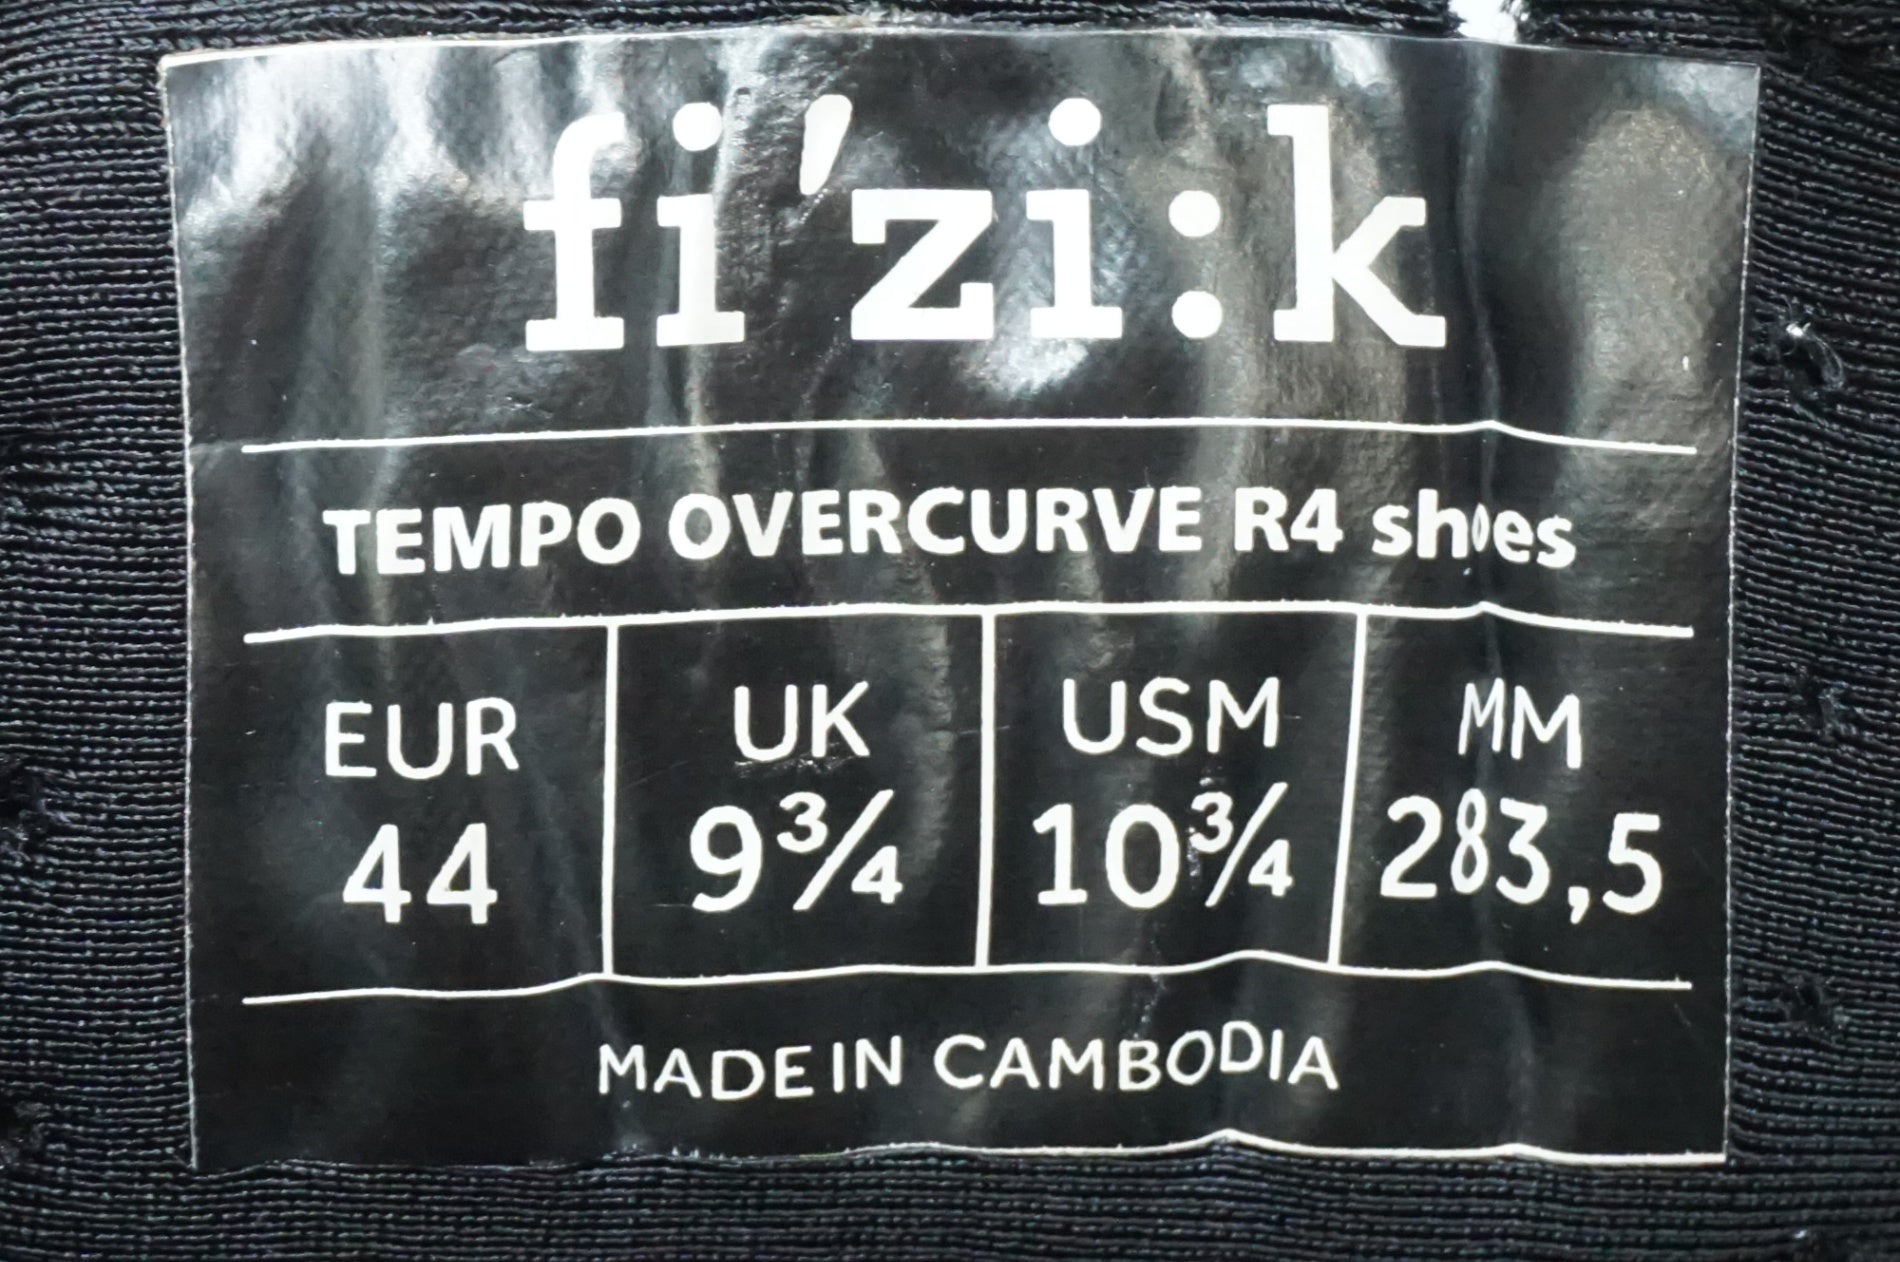 fi'zi:k
TEMPO OVERCURVE R4 shoes
EUR UK USM MM
44 9¾ 10¾ 283,5
MADE IN CAMBODIA